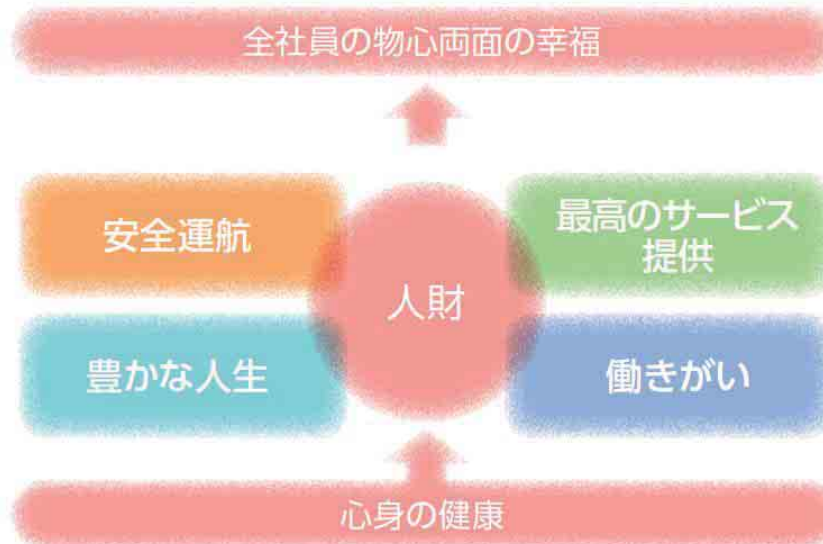 全社員の物心両面の幸福
安全運航
最高のサービス
提供
人財
豊かな人生
働きがい
心身の健康